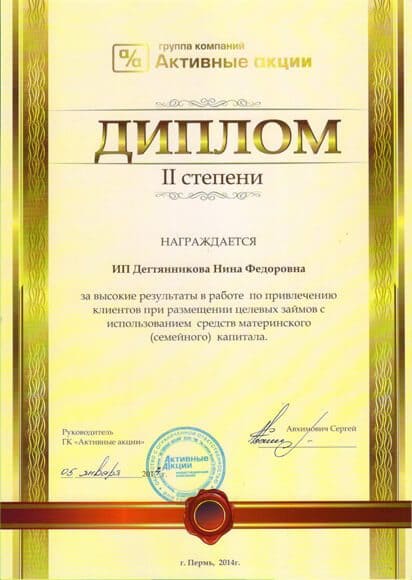 a/a
группа компаний
Активные акции
ДИПЛОМ
II степени
НАГРАЖДАЕТСЯ
ИП Дегтянникова Нина Федоровна
за высокие результаты в работе по привлечению
клиентов при размещении целевых займов с
использованием средств материнского
(семейного) капитала.
Руководитель
ГК «Активные акции»
Авхимович Сергей
05 января
Активные
акции
г. Пермь, 2014г.